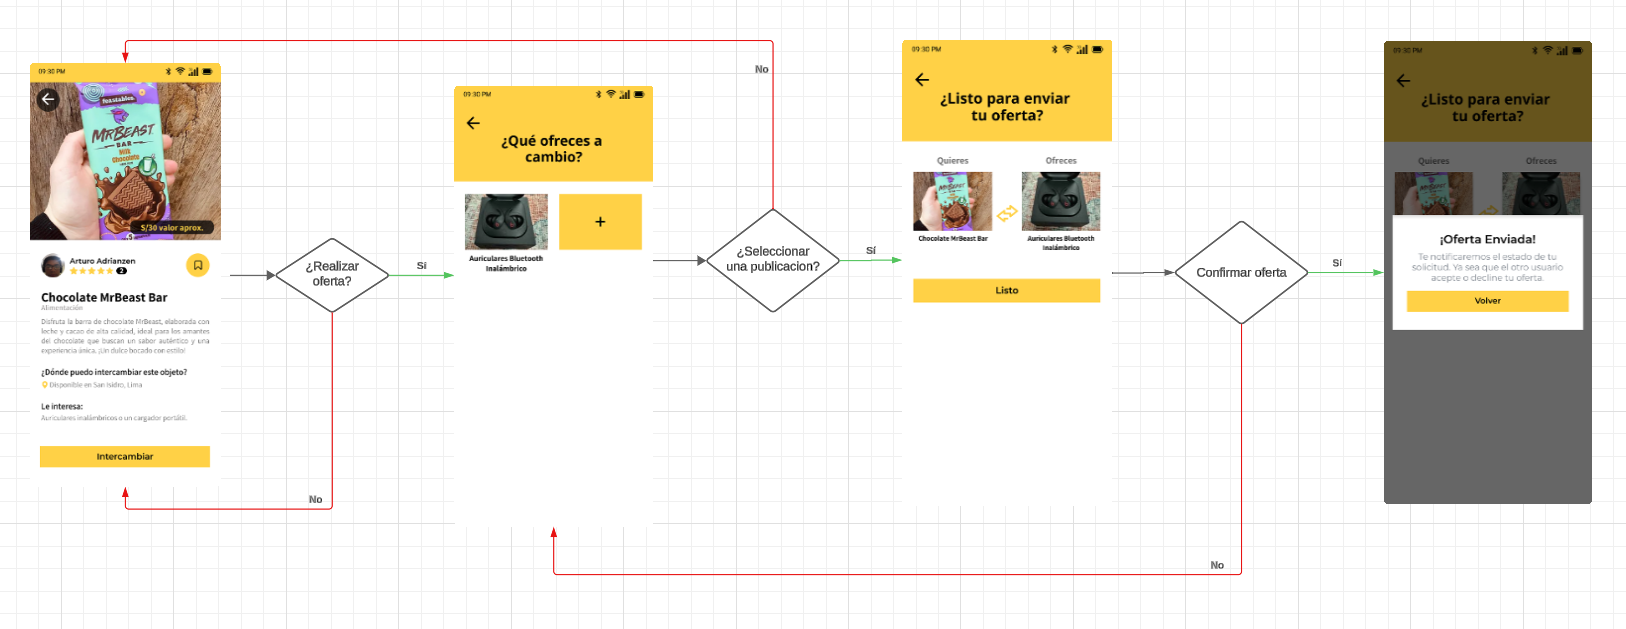 09:30 PM
feastables
MRBEAST
BAR
Milk
Chocolate
S/30 valor aprox.
Arturo Adrianzen
2
Chocolate MrBeast Bar
Alimentación
Disfruta la barra de chocolate MrBeast, elaborada con
leche y cacao de alta calidad, ideal para los amantes
del chocolate que buscan un sabor auténtico y una
experiencia única. ¡Un dulce bocado con estilo!
¿Dónde puedo intercambiar este objeto?
Disponible en San Isidro, Lima
Le interesa:
Auriculares inalámbricos o un cargador portátil.
Intercambiar
¿Realizar
oferta?
Sí
No
09:30 PM
¿Qué ofreces a
cambio?
+
Auriculares Bluetooth
Inalámbrico
¿Seleccionar
una publicacion?
No
Sí
09:30 PM
¿Listo para enviar
tu oferta?
Quieres
Ofreces
MRBEAST
Chocolate MrBeast Bar
Auriculares Bluetooth
Inalámbrico
Listo
Confirmar oferta
Sí
No
09:30 PM
¿Listo para enviar
tu oferta?
Quieres
Ofreces
MRBEAST
¡Oferta Enviada!
Te notificaremos el estado de tu
solicitud. Ya sea que el otro usuario
acepte o decline tu oferta.
Volver